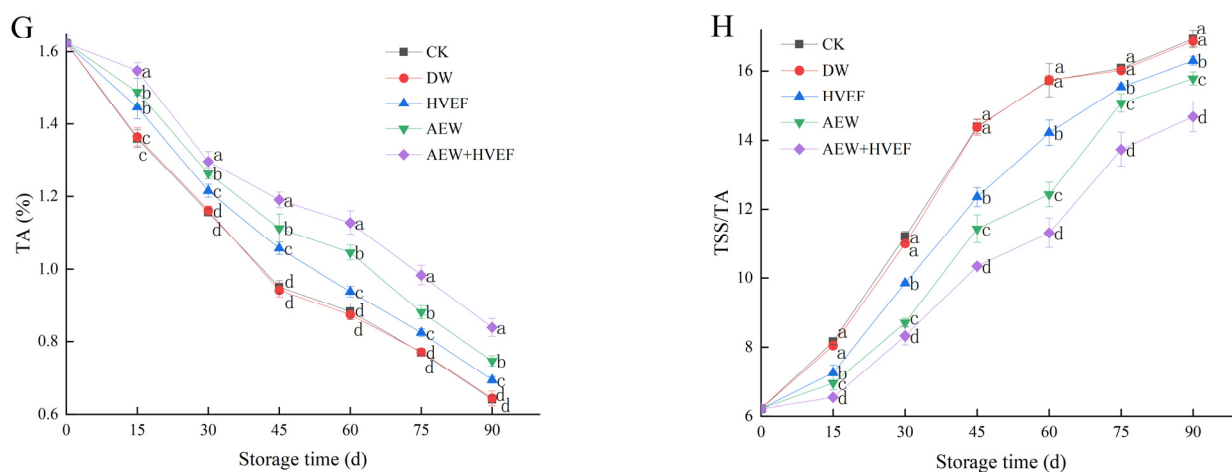 G
CK
DW
HVEF
AEW
AEW+HVEF
TA (%)
1.6
1.4
1.2
1.0
0.8
0.6
a
b
b
c
c
a
b
c
d
d
a
b
c
d
d
a
b
c
d
d
a
b
c
d
d
a
b
c
d
d
0
15
30
45
60
75
90
Storage time (d)
H
CK
DW
HVEF
AEW
AEW+HVEF
TSS/TA
16
14
12
10
8
6
a
a
b
c
d
a
a
b
c
d
a
a
b
c
d
a
a
b
c
d
a
a
b
c
d
a
a
b
c
d
0
15
30
45
60
75
90
Storage time (d)